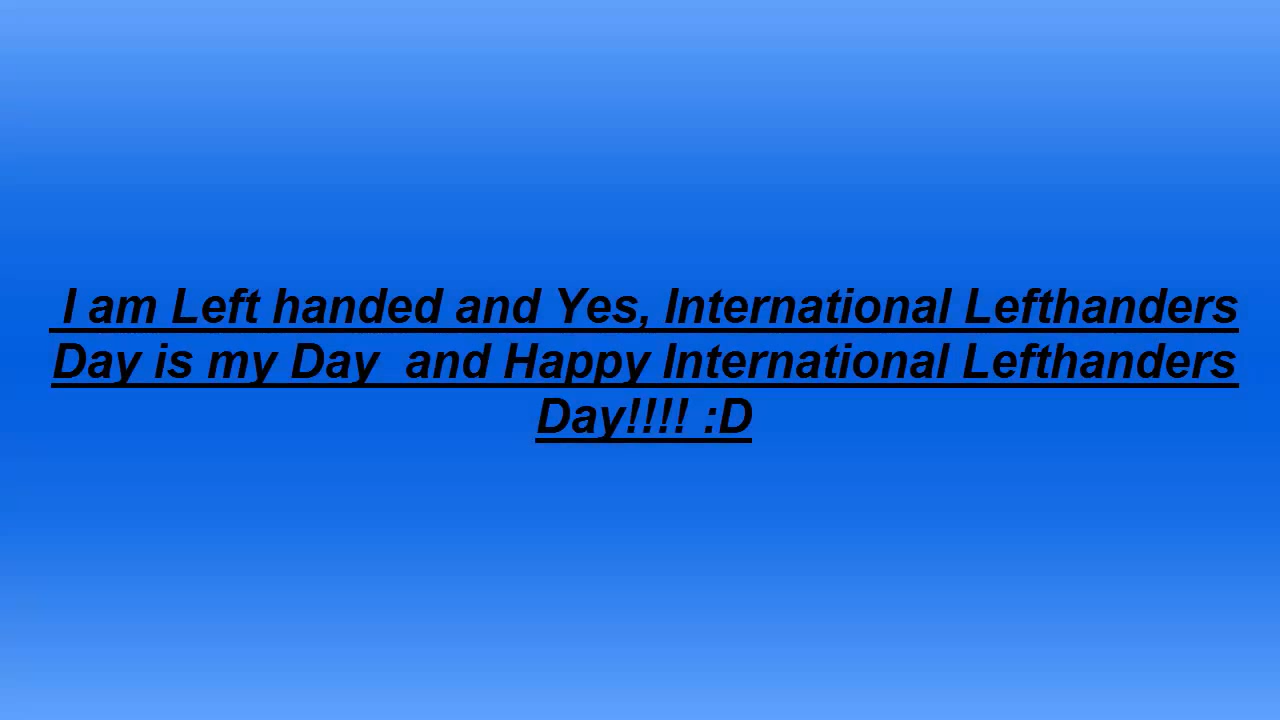 I am Left handed and Yes, International Lefthanders
Day is my Day  and Happy International Lefthanders
Day!!!! :D